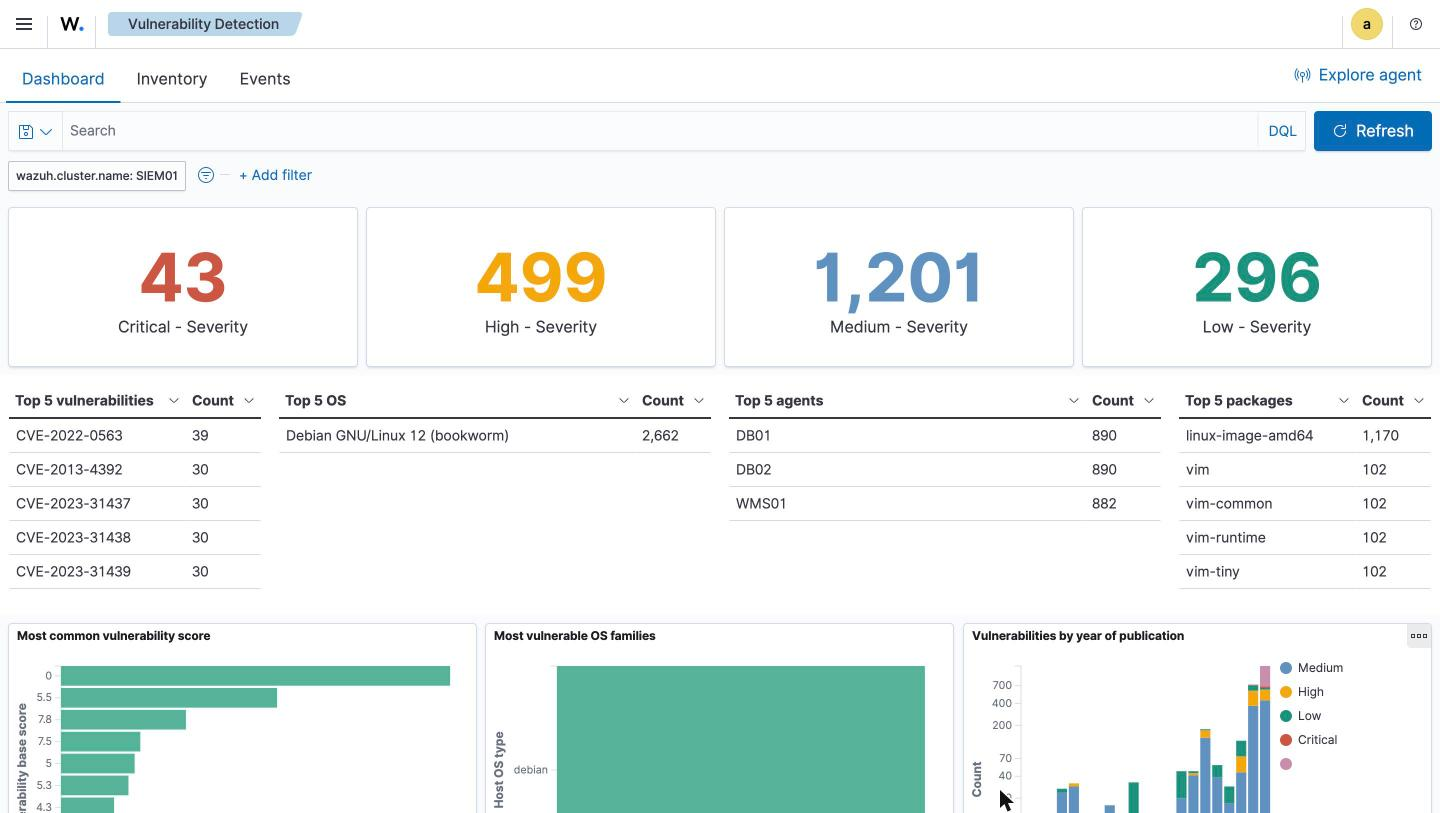 W.
Vulnerability Detection
a
Dashboard
Inventory
Events
Explore agent
Search
DQL
Refresh
wazuh.cluster.name: SIEM01
+ Add filter
43
Critical - Severity
499
High - Severity
1,201
Medium - Severity
296
Low - Severity
Top 5 vulnerabilities Count
CVE-2022-0563 39
CVE-2013-4392 30
CVE-2023-31437 30
CVE-2023-31438 30
CVE-2023-31439 30
Top 5 OS Count
Debian GNU/Linux 12 (bookworm) 2,662
Top 5 agents Count
DB01 890
DB02 890
WMS01 882
Top 5 packages Count
linux-image-amd64 1,170
vim 102
vim-common 102
vim-runtime 102
vim-tiny 102
Most common vulnerability score
0
5.5
7.8
7.5
5
5.3
4.3
base score
Most vulnerable OS families
Host OS type
debian
Vulnerabilities by year of publication
Count
700
400
200
70
40
Medium
High
Low
Critical